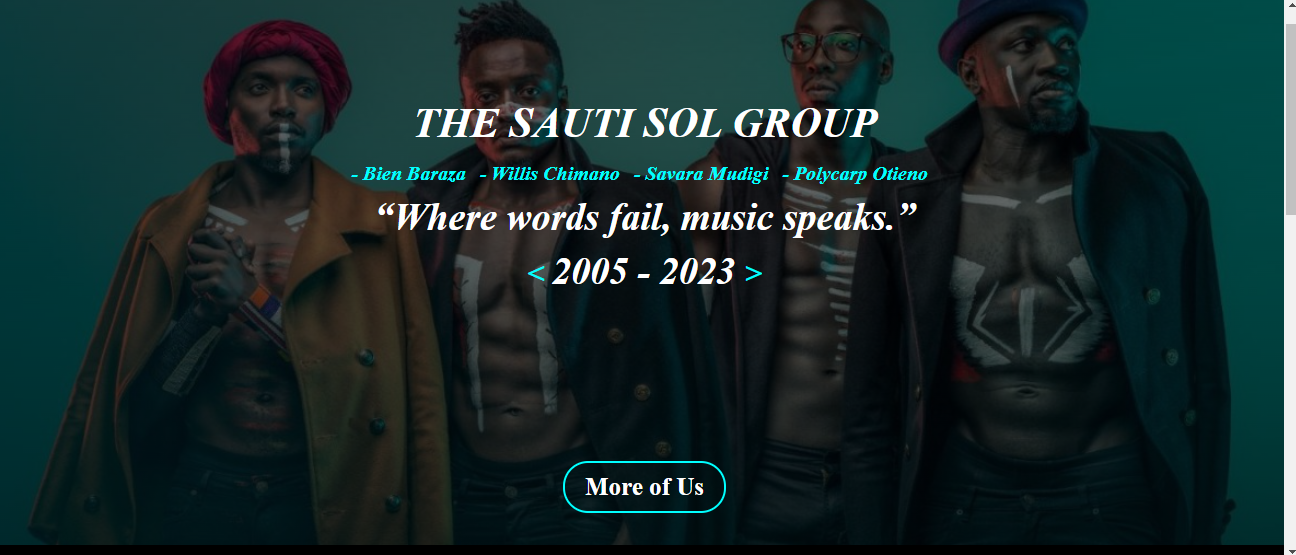 THE SAUTI SOL GROUP
- Bien Baraza - Willis Chimano - Savara Mudigi - Polycarp Otieno
“Where words fail, music speaks.”
< 2005 - 2023 >
More of Us